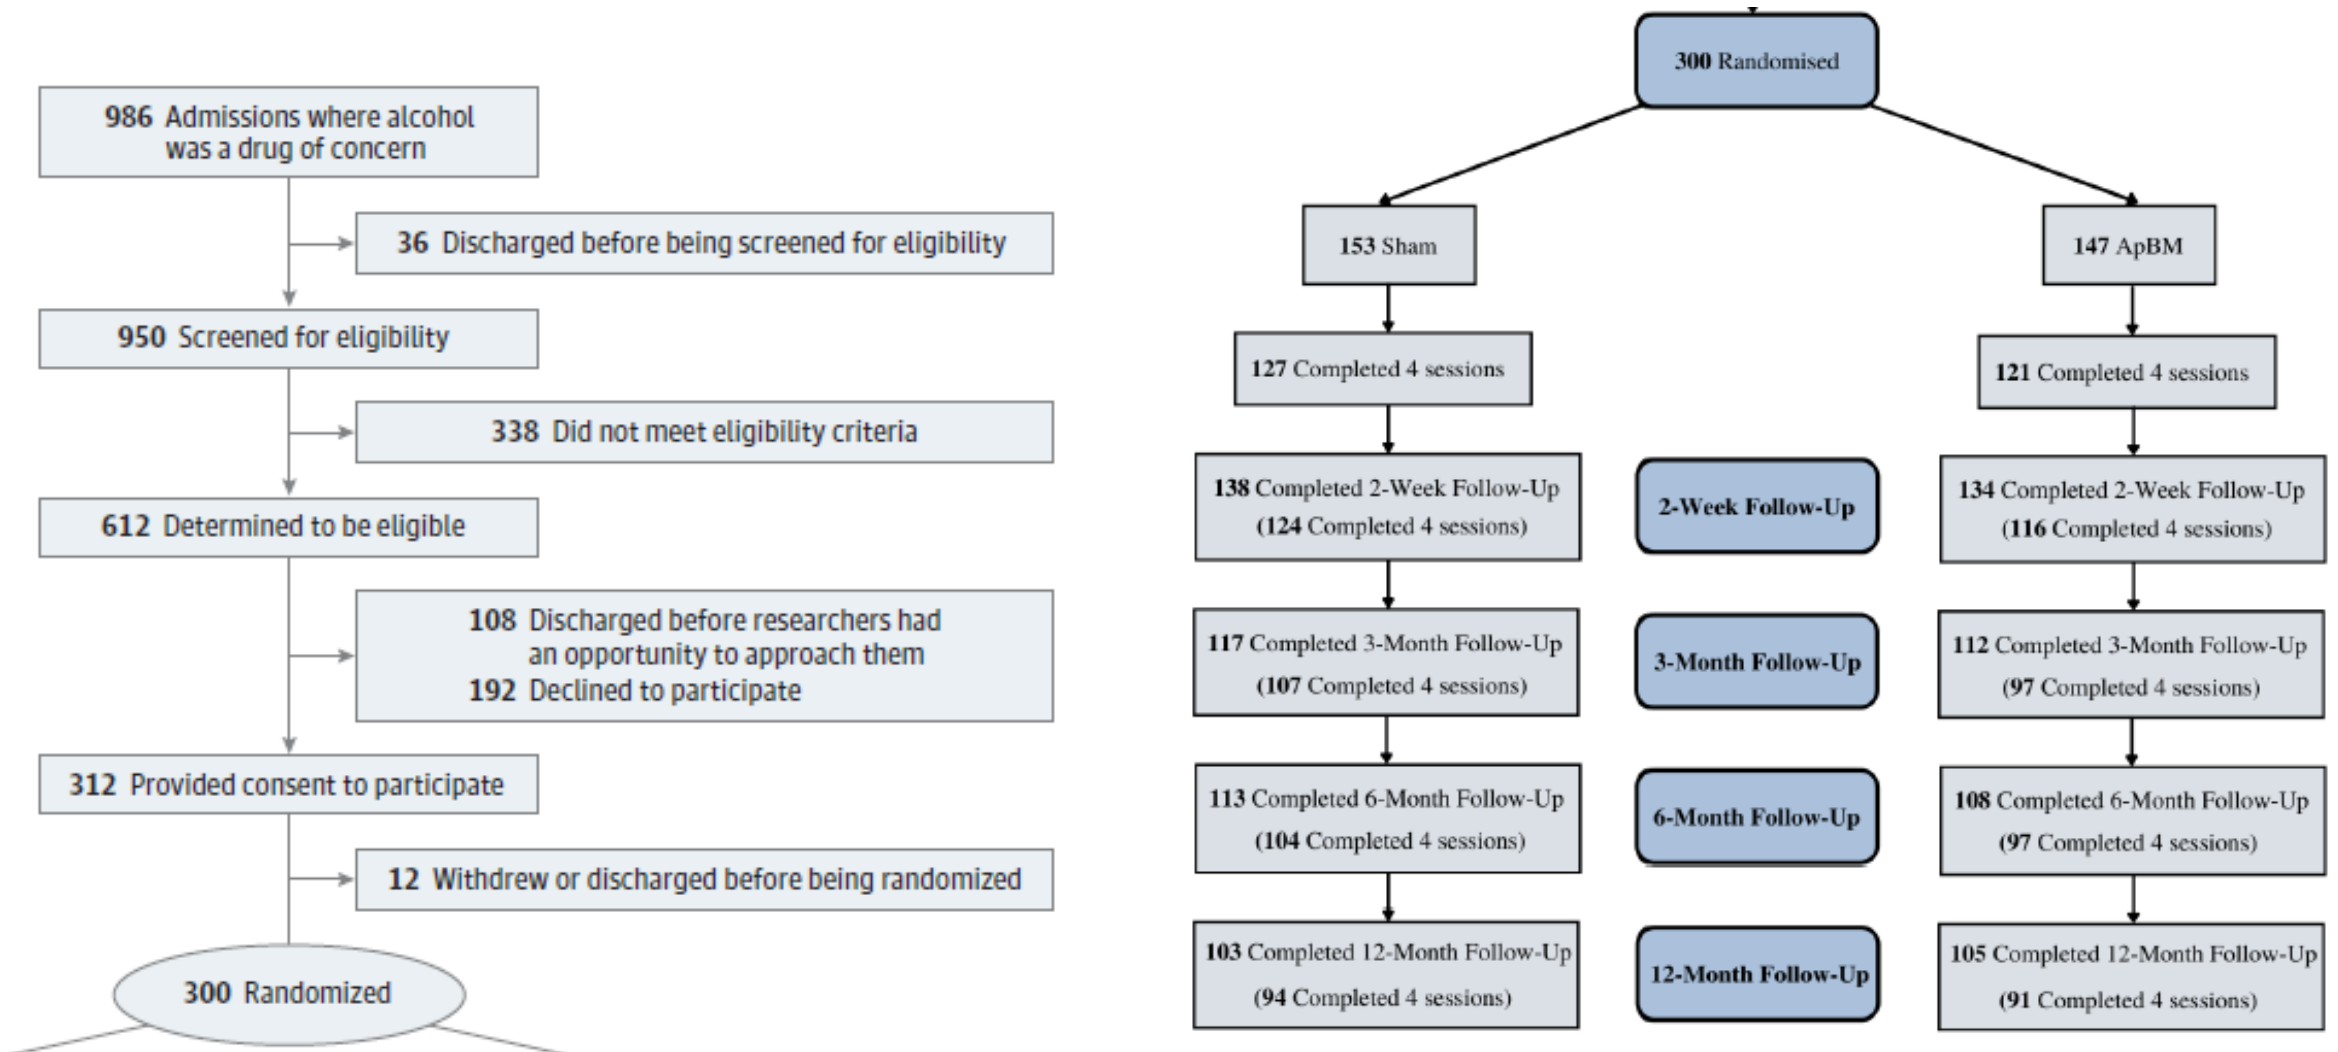 986 Admissions where alcohol
was a drug of concern
36 Discharged before being screened for eligibility
950 Screened for eligibility
338 Did not meet eligibility criteria
612 Determined to be eligible
108 Discharged before researchers had
an opportunity to approach them
192 Declined to participate
312 Provided consent to participate
12 Withdrew or discharged before being randomized
300 Randomized
300 Randomised
153 Sham
147 ApBM
127 Completed 4 sessions
121 Completed 4 sessions
138 Completed 2-Week Follow-Up
(124 Completed 4 sessions)
2-Week Follow-Up
134 Completed 2-Week Follow-Up
(116 Completed 4 sessions)
117 Completed 3-Month Follow-Up
(107 Completed 4 sessions)
3-Month Follow-Up
112 Completed 3-Month Follow-Up
(97 Completed 4 sessions)
113 Completed 6-Month Follow-Up
(104 Completed 4 sessions)
6-Month Follow-Up
108 Completed 6-Month Follow-Up
(97 Completed 4 sessions)
103 Completed 12-Month Follow-Up
(94 Completed 4 sessions)
12-Month Follow-Up
105 Completed 12-Month Follow-Up
(91 Completed 4 sessions)